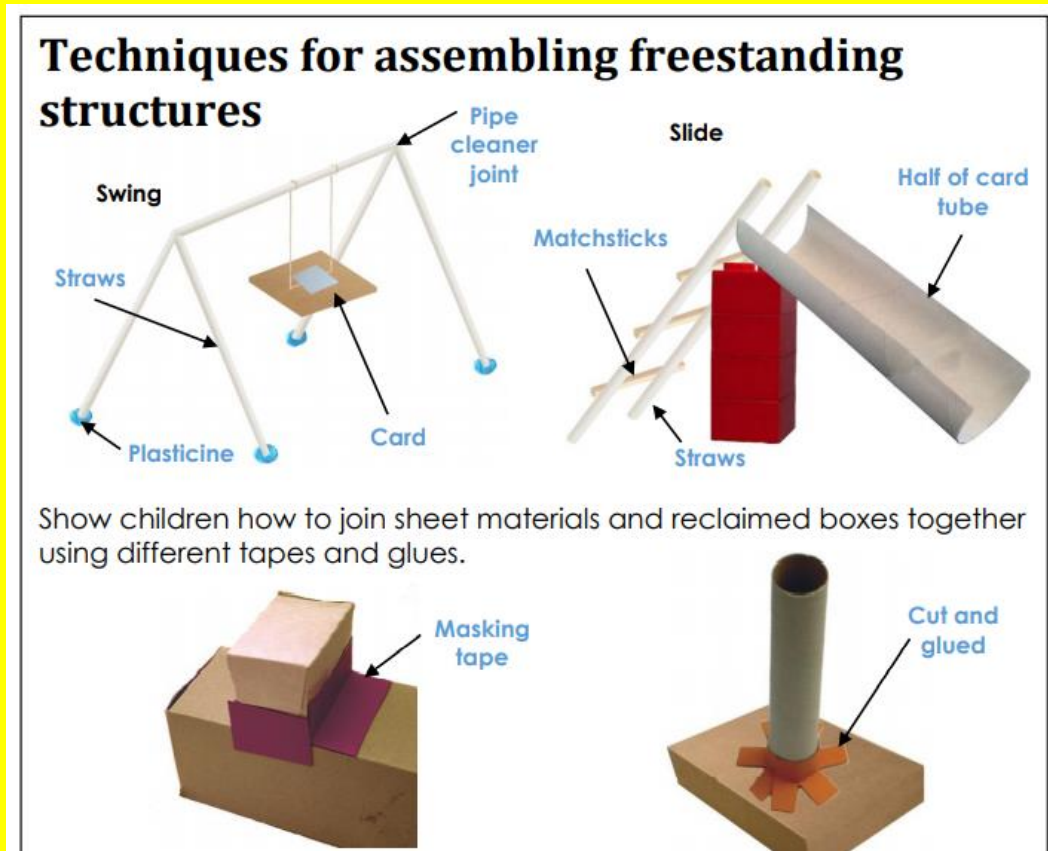 Techniques for assembling freestanding
structures
Pipe
cleaner
joint
Swing
Straws
Plasticine
Card
Slide
Half of card
tube
Matchsticks
Straws
Show children how to join sheet materials and reclaimed boxes together
using different tapes and glues.
Masking
tape
Cut and
glued